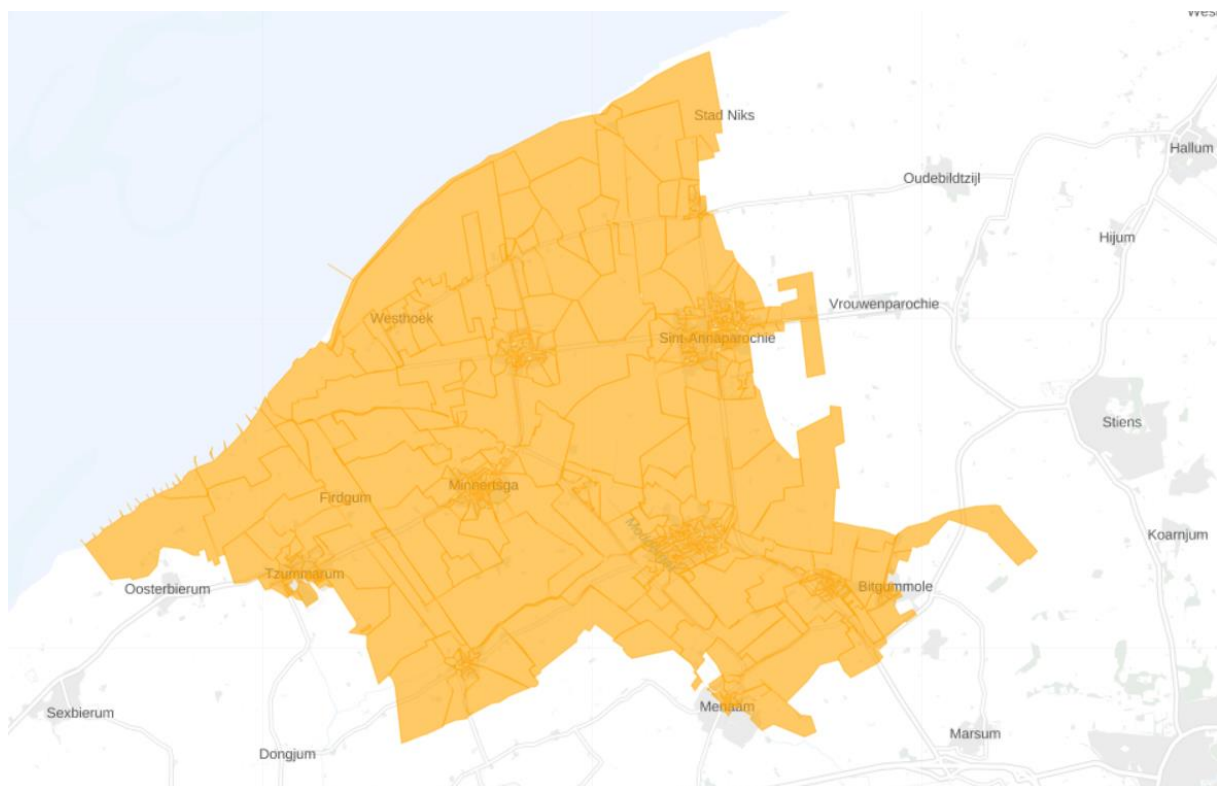 Stad Niks
Hallum
Oudebildtzijl
Hijum
Vrouwenparochie
Westhoek
Sint-Annaparochie
Stiens
Minnertsga
Firdgum
Koarnjum
Tzummarum
Oosterbierum
Bitgummole
Menaam
Sexbierum
Marsum
Dongjum